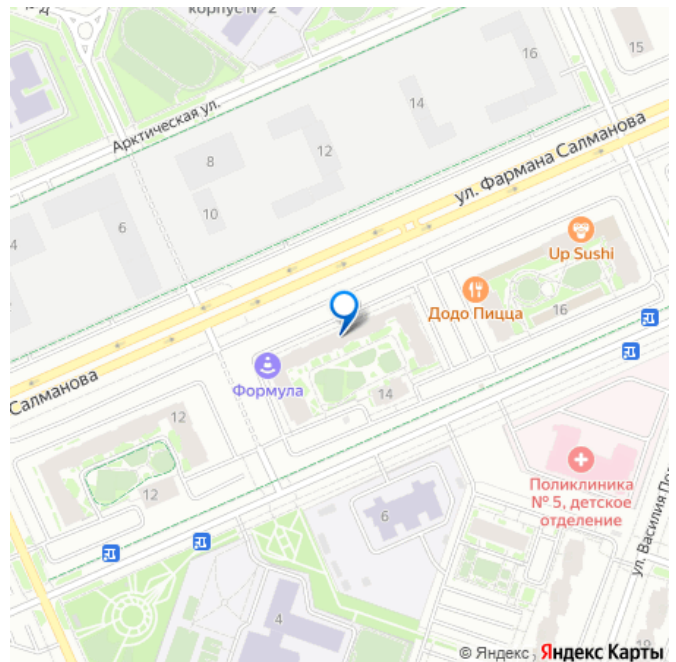 корпус № 2
16
15
Арктическая ул.
14
12
8
ул. Фармана Салманова
10
6
4
Up Sushi
Додо Пицца
16
Формула
Салманова
14
12
12
Поликлиника
№ 5, детское
отделение
6
4
ул. Василия По
© Яндекс
Яндекс Карты